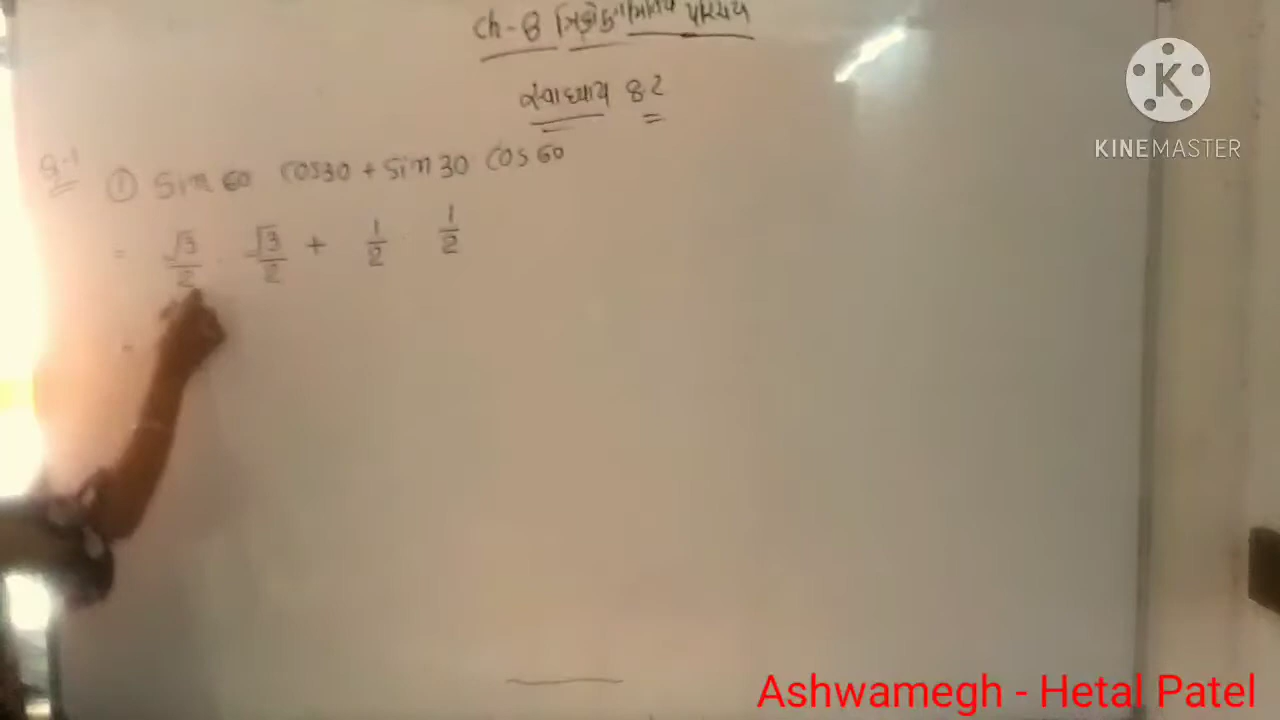 Ch-8 ત્રિકોણમિતિય પરિચય
સ્વાધ્યાય 8.2
Q-1 ① Sin 60 Cos30 + Sin 30 Cos 60
= √3/2 . √3/2 + 1/2 . 1/2
=
K
KINEMASTER
Ashwamegh - Hetal Patel